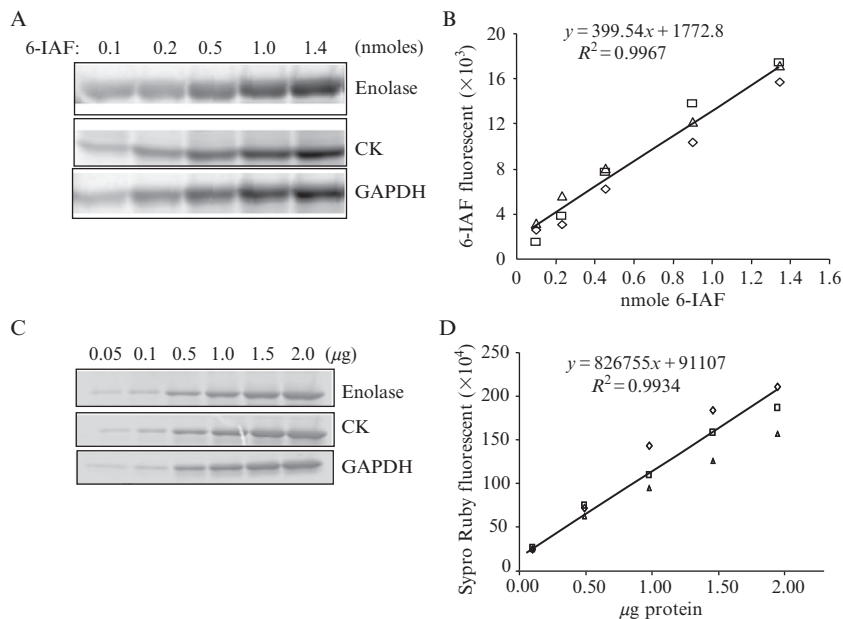 A
6-IAF: 0.1 0.2 0.5 1.0 1.4 (nmoles)
Enolase
CK
GAPDH
B
y = 399.54x + 1772.8
R² = 0.9967
6-IAF fluorescent (×10³)
20
16
12
8
4
0
0 0.2 0.4 0.6 0.8 1.0 1.2 1.4 1.6
nmole 6-IAF
C
0.05 0.1 0.5 1.0 1.5 2.0 (μg)
Enolase
CK
GAPDH
D
y = 826755x + 91107
R² = 0.9934
Sypro Ruby fluorescent (×10⁴)
250
200
150
100
50
0
0.00 0.50 1.00 1.50 2.00
μg protein